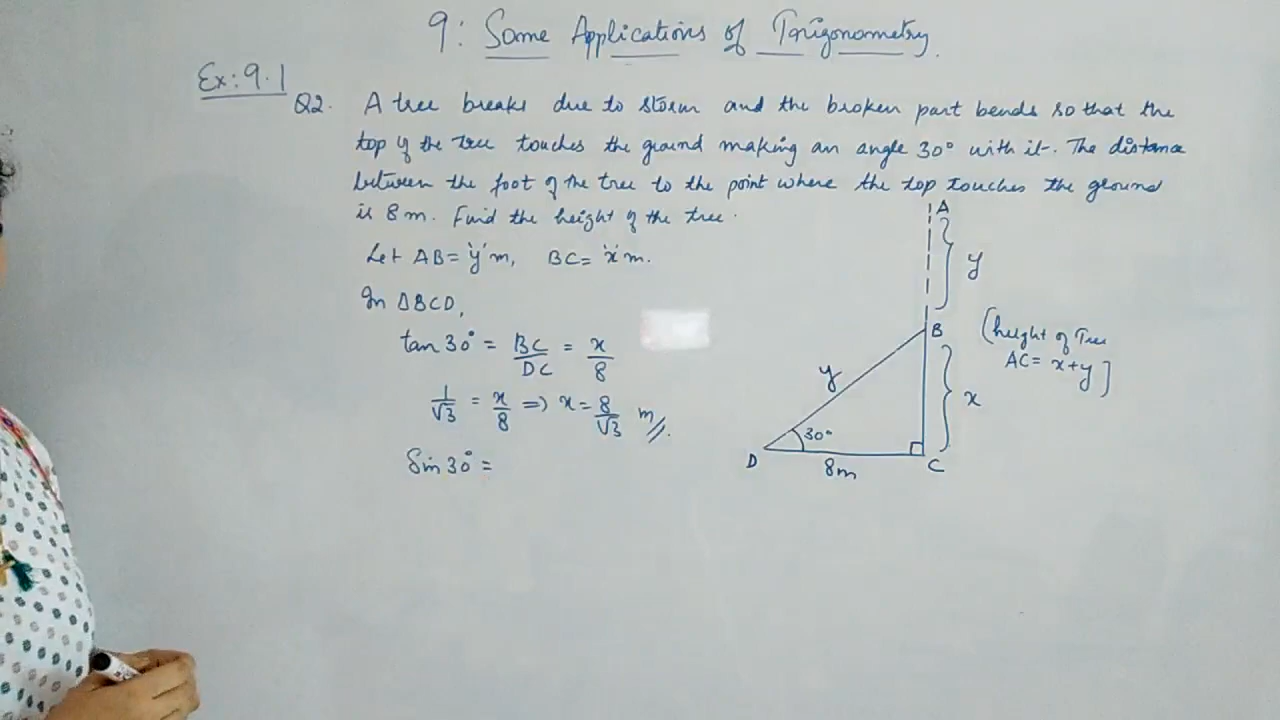 9: Some Applications of Trigonometry.
Ex: 9.1
Q2. A tree breaks due to storm and the broken part bends so that the
top of the tree touches the ground making an angle 30° with it. The distance
between the foot of the tree to the point where the top touches the ground
is 8m. Find the height of the tree.
Let AB = 'y' m, BC = 'x' m.
In ΔBCD,
tan 30° = BC/DC = x/8
1/√3 = x/8 ⇒ x = 8/√3 m//.
Sin 30° =
A
y
B
(height of Tree
AC = x+y]
y
x
30°
D
8m
C